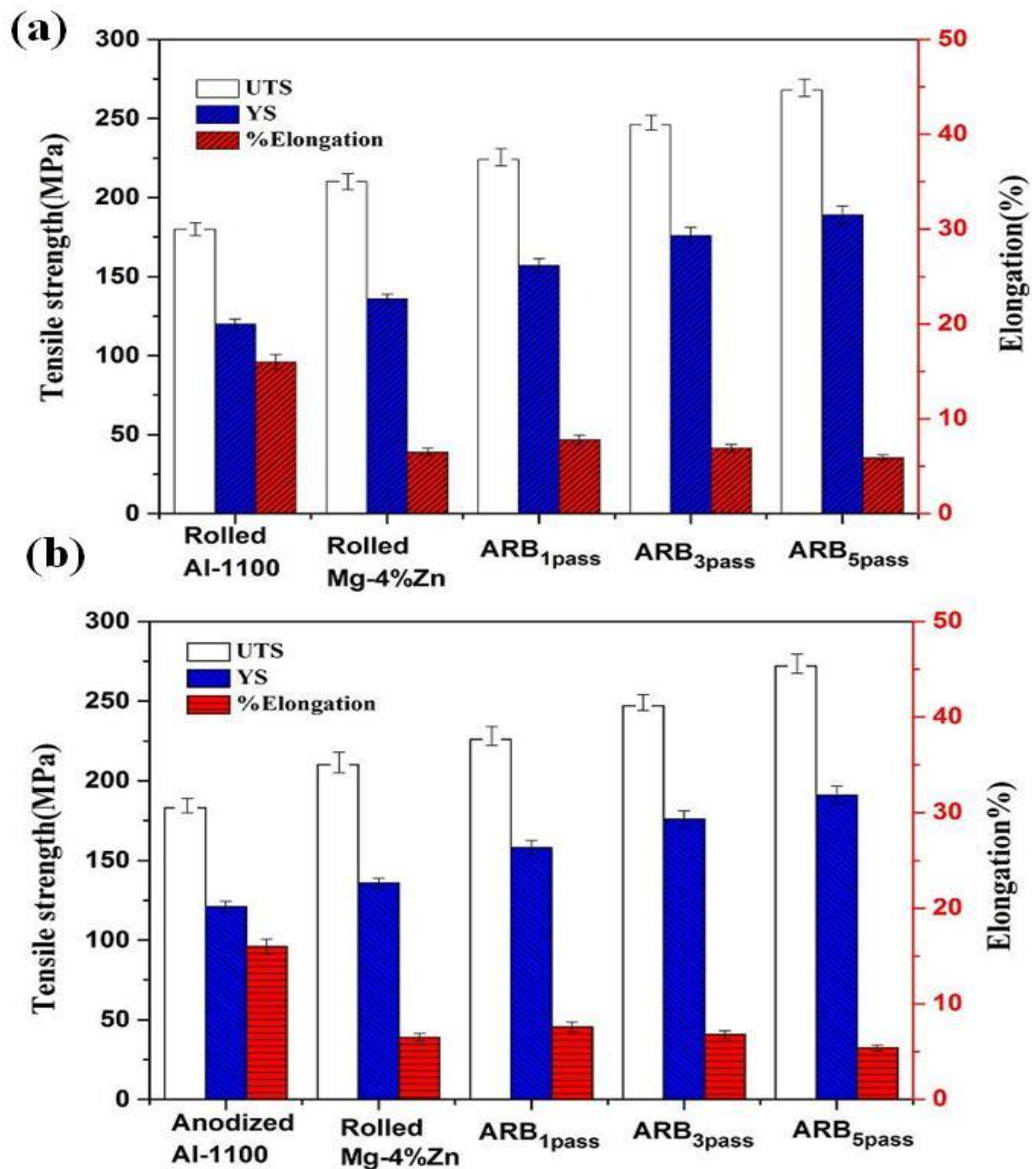 (a)
300
250
200
150
100
50
0
Tensile strength(MPa)
UTS
YS
%Elongation
50
40
30
20
10
0
Elongation(%)
Rolled
Al-1100
Rolled
Mg-4%Zn
ARB1pass
ARB3pass
ARB5pass
(b)
300
250
200
150
100
50
0
Tensile strength(MPa)
UTS
YS
%Elongation
50
40
30
20
10
0
Elongation%)
Anodized
Al-1100
Rolled
Mg-4%Zn
ARB1pass
ARB3pass
ARB5pass